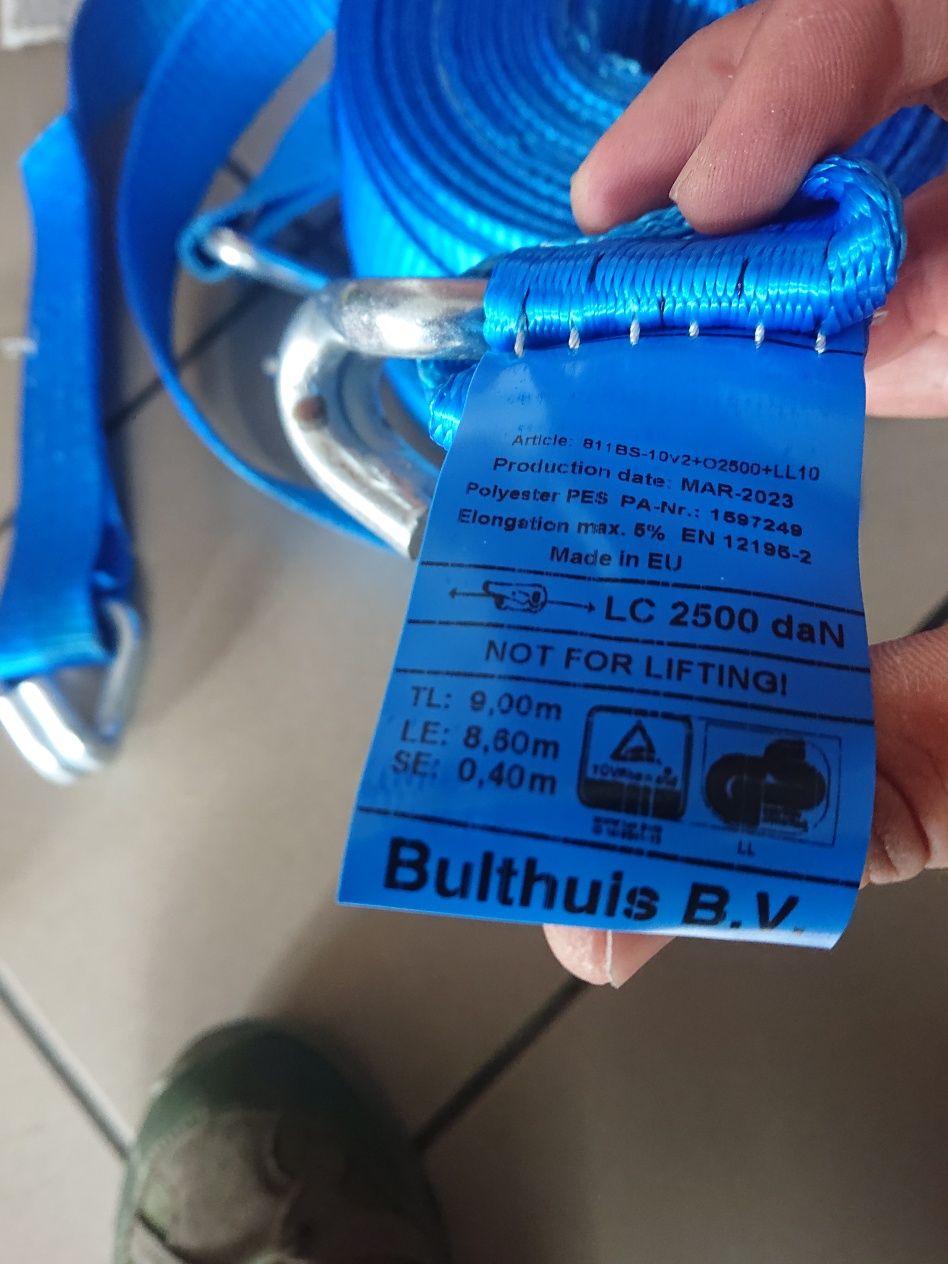 Article: 811BS-10v2+O2500+LL10
Production date: MAR-2023
Polyester PES PA-Nr.: 1597249
Elongation max. 5% EN 12195-2
Made in EU
LC 2500 daN
NOT FOR LIFTING!
TL: 9,00m
LE: 8,60m
SE: 0,40m
LL
Bulthuis B.V.